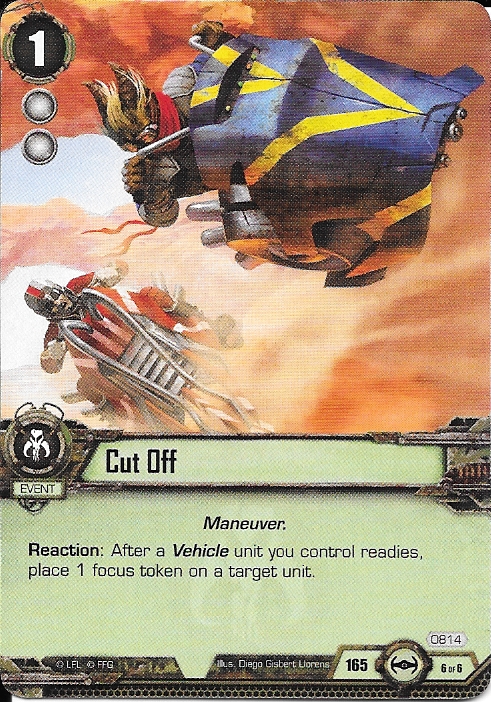 1
Cut Off
EVENT
Maneuver.
Reaction: After a Vehicle unit you control readies,
place 1 focus token on a target unit.
0814
© LFL © FFG
Illus. Diego Gisbert Llorens
165
6 OF 6